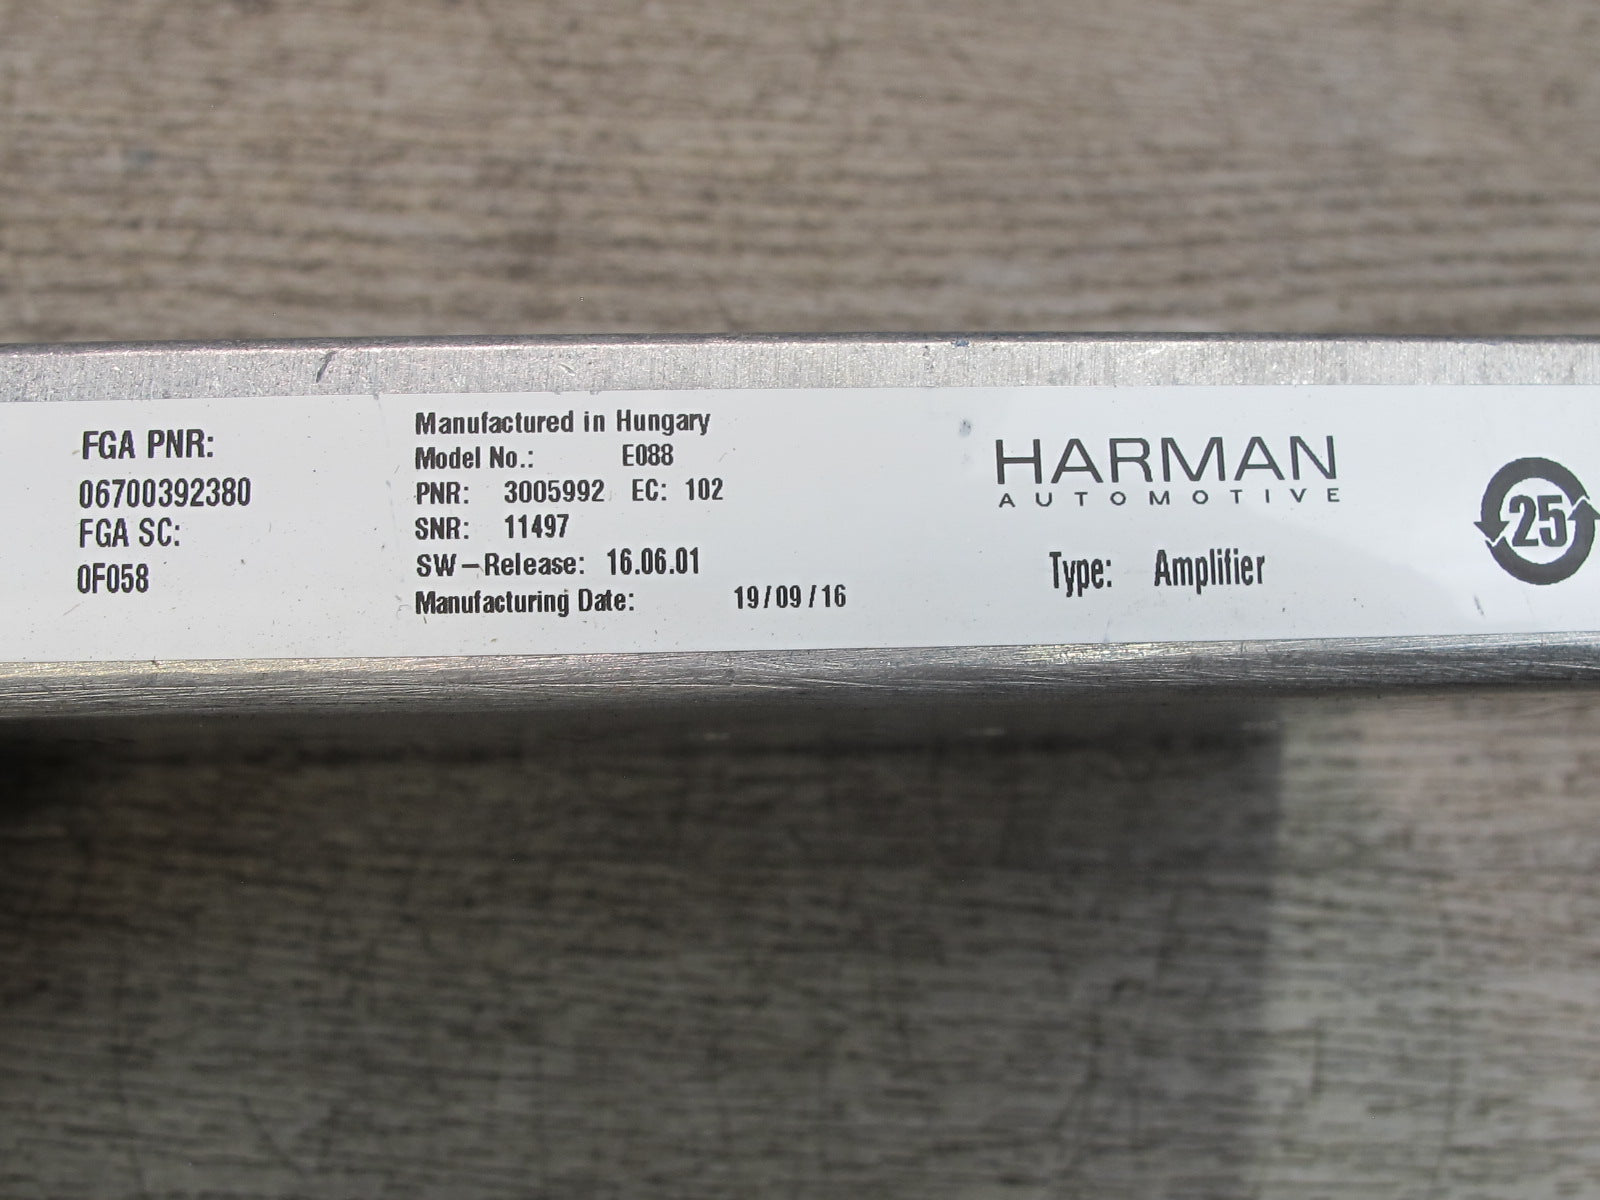 FGA PNR:
06700392380
FGA SC:
0F058
Manufactured in Hungary
Model No.: E088
PNR: 3005992 EC: 102
SNR: 11497
SW-Release: 16.06.01
Manufacturing Date: 19/09/16
HARMAN
AUTOMOTIVE
Type: Amplifier
25